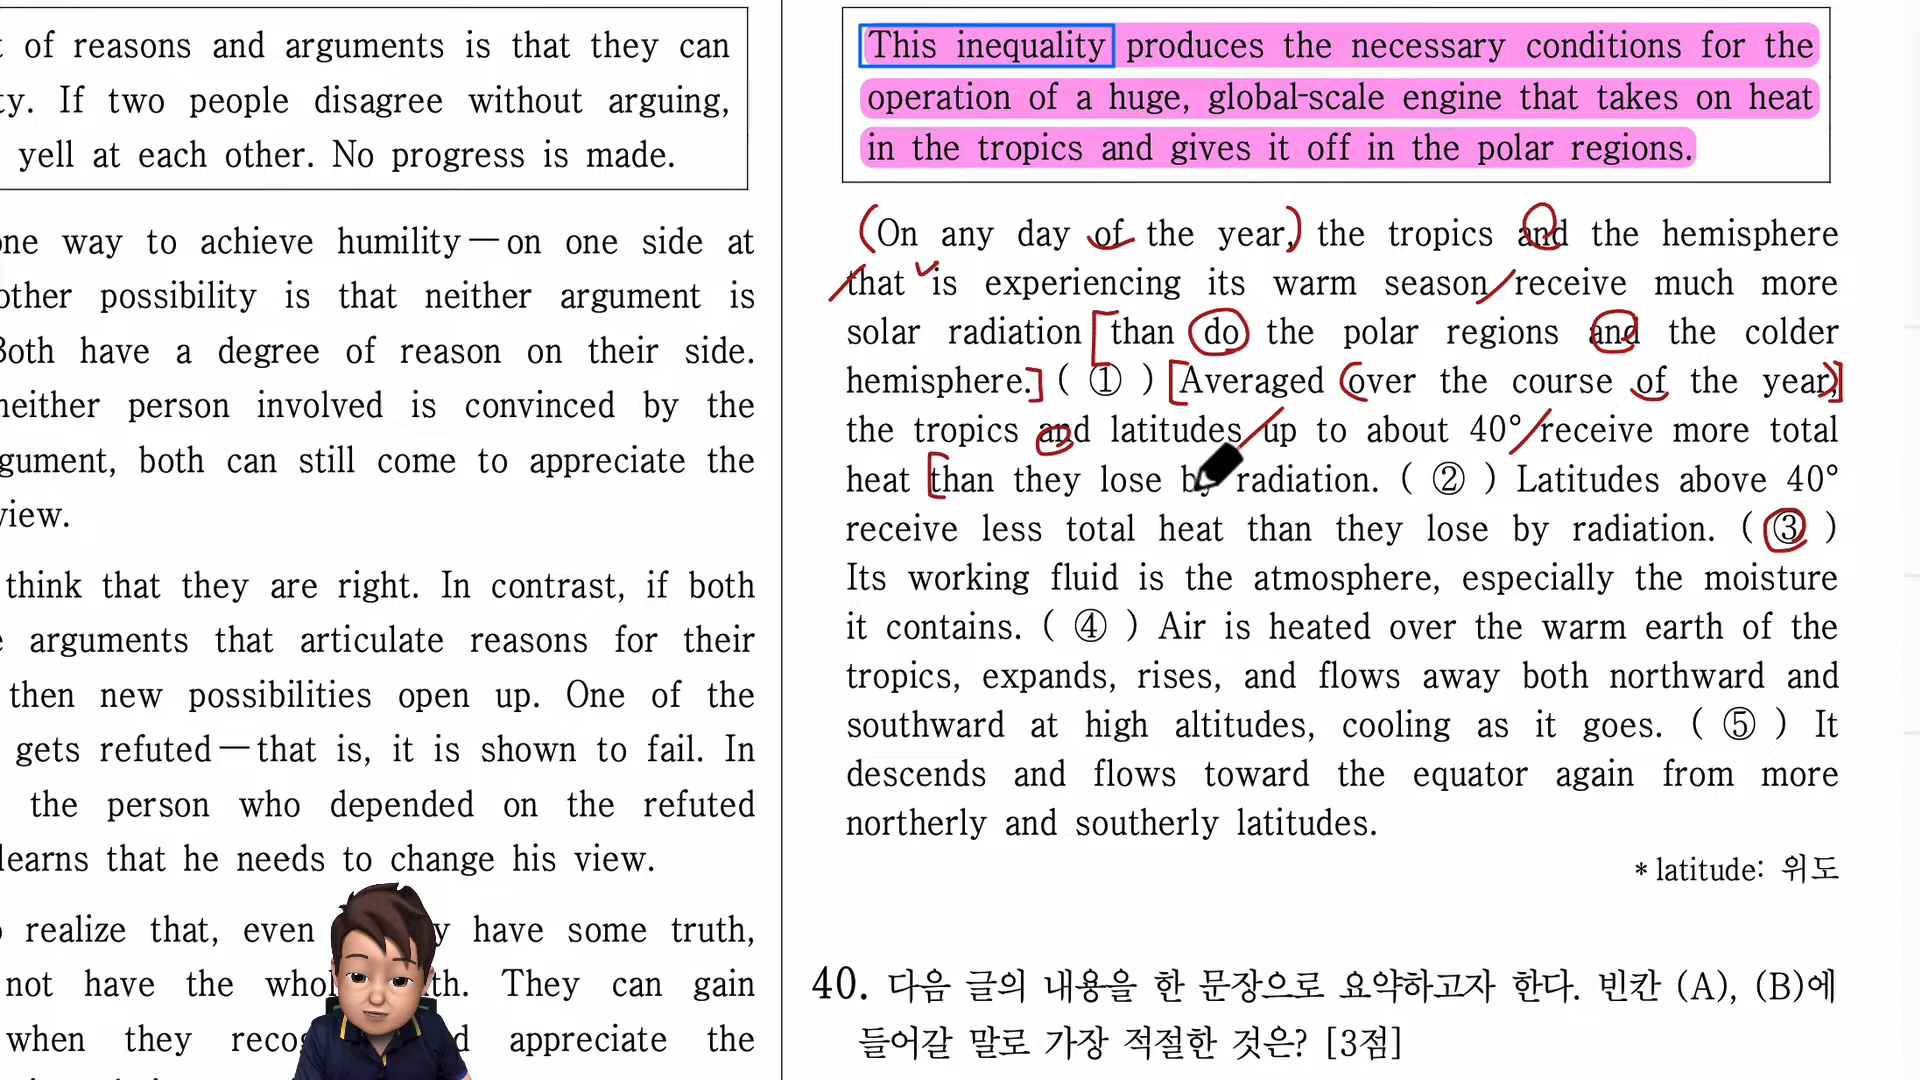 t of reasons and arguments is that they can
ty. If two people disagree without arguing,
yell at each other. No progress is made.
one way to achieve humility—on one side at
other possibility is that neither argument is
Both have a degree of reason on their side.
neither person involved is convinced by the
rgument, both can still come to appreciate the
view.
think that they are right. In contrast, if both
e arguments that articulate reasons for their
then new possibilities open up. One of the
gets refuted—that is, it is shown to fail. In
the person who depended on the refuted
learns that he needs to change his view.
o realize that, even y have some truth,
not have the whol th. They can gain
when they recog d appreciate the
This inequality produces the necessary conditions for the
operation of a huge, global-scale engine that takes on heat
in the tropics and gives it off in the polar regions.
On any day of the year, the tropics and the hemisphere
that is experiencing its warm season receive much more
solar radiation than do the polar regions and the colder
hemisphere. ( ① ) Averaged over the course of the year,
the tropics and latitudes up to about 40° receive more total
heat than they lose by radiation. ( ② ) Latitudes above 40°
receive less total heat than they lose by radiation. ( ③ )
Its working fluid is the atmosphere, especially the moisture
it contains. ( ④ ) Air is heated over the warm earth of the
tropics, expands, rises, and flows away both northward and
southward at high altitudes, cooling as it goes. ( ⑤ ) It
descends and flows toward the equator again from more
northerly and southerly latitudes.
* latitude: 위도
40. 다음 글의 내용을 한 문장으로 요약하고자 한다. 빈칸 (A), (B)에
들어갈 말로 가장 적절한 것은? [3점]